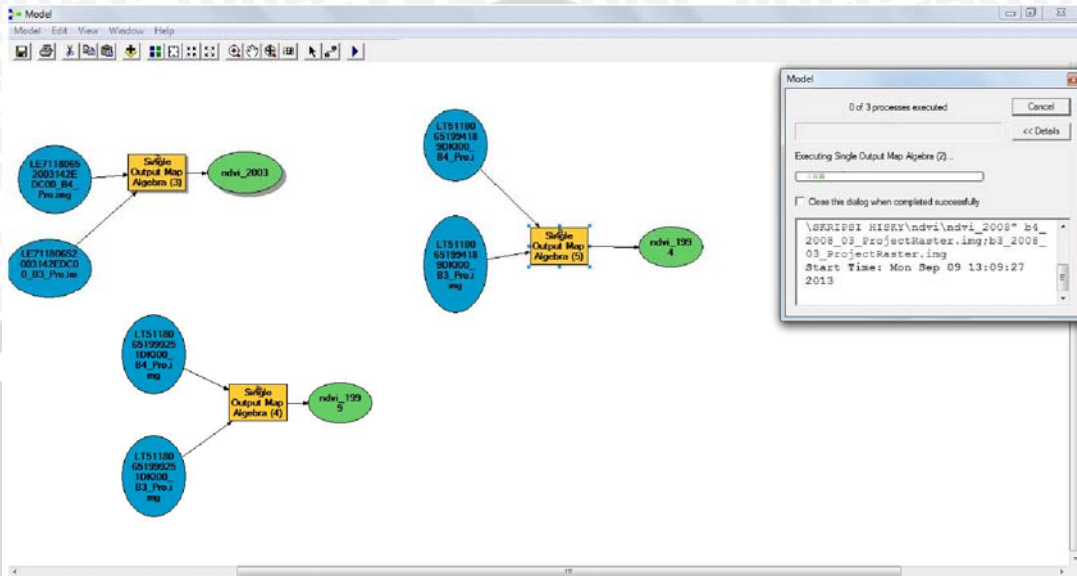 Model
Model Edit View Window Help
LE7118065
2003142E
DC00_B4_
Pro.img
Single
Output Map
Algebra (3)
ndvi_2003
LE71180652
003142EDC0
0_B3_Pro.im
LT51180
65199418
9DKI00_
B4_Pro.i
mg
LT51180
65199418
9DKI00_
B3_Pro.i
mg
Single
Output Map
Algebra (5)
ndvi_199
4
LT51180
65199925
1DKI00_
B4_Pro.i
mg
LT51180
65199925
1DKI00_
B3_Pro.i
mg
Single
Output Map
Algebra (4)
ndvi_199
9
Model
0 of 3 processes executed
Cancel
<< Details
Executing Single Output Map Algebra (2)...
Close this dialog when completed successfully
\SKRIPSI HISKY\ndvi\ndvi_2008" b4_
2008_03_ProjectRaster.img;b3_2008_
03_ProjectRaster.img
Start Time: Mon Sep 09 13:09:27
2013